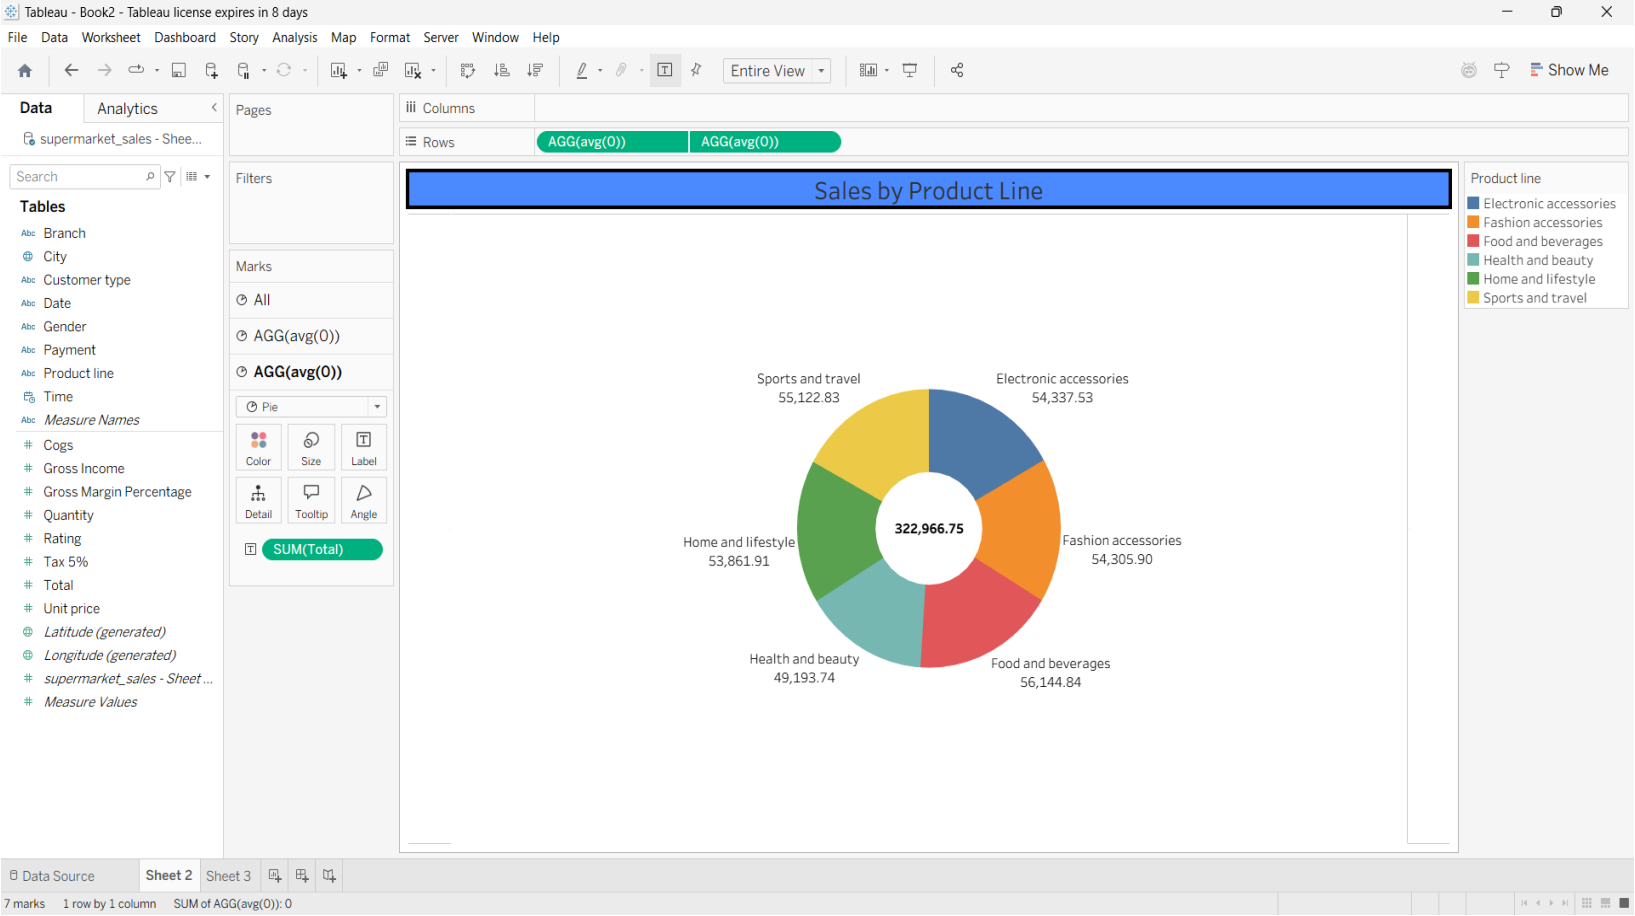 Tableau - Book2 - Tableau license expires in 8 days
File Data Worksheet Dashboard Story Analysis Map Format Server Window Help
Entire View
Show Me
Data
Analytics
supermarket_sales - Shee...
Search
Tables
Abc Branch
City
Abc Customer type
Abc Date
Abc Gender
Abc Payment
Abc Product line
Time
Abc Measure Names
# Cogs
# Gross Income
# Gross Margin Percentage
# Quantity
# Rating
# Tax 5%
# Total
# Unit price
Latitude (generated)
Longitude (generated)
# supermarket_sales - Sheet ...
# Measure Values
Pages
Filters
Marks
All
AGG(avg(0))
AGG(avg(0))
Pie
Color
Size
T
Label
Detail
Tooltip
Angle
T SUM(Total)
Columns
Rows
AGG(avg(0))
AGG(avg(0))
Sales by Product Line
Sports and travel
55,122.83
Electronic accessories
54,337.53
Home and lifestyle
53,861.91
322,966.75
Fashion accessories
54,305.90
Health and beauty
49,193.74
Food and beverages
56,144.84
Product line
Electronic accessories
Fashion accessories
Food and beverages
Health and beauty
Home and lifestyle
Sports and travel
Data Source
Sheet 2
Sheet 3
7 marks
1 row by 1 column
SUM of AGG(avg(0)): 0